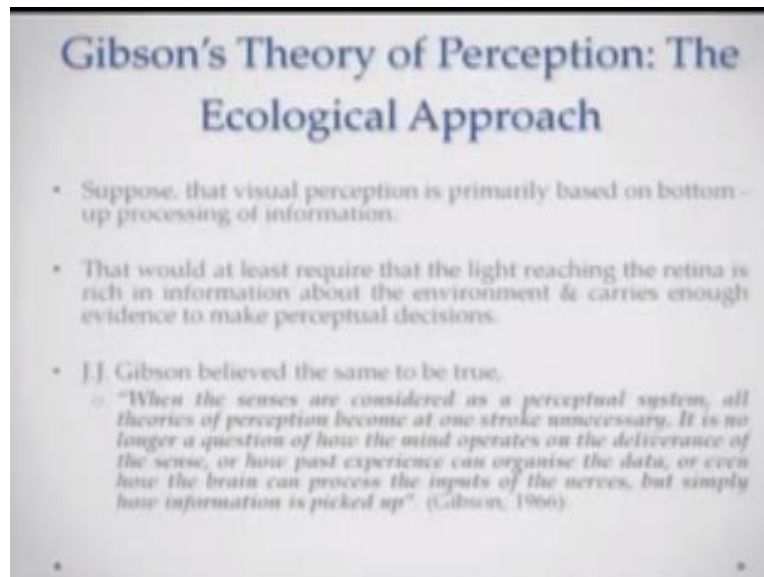 Gibson's Theory of Perception: The
Ecological Approach
• Suppose, that visual perception is primarily based on bottom -
up processing of information.
• That would at least require that the light reaching the retina is
rich in information about the environment & carries enough
evidence to make perceptual decisions.
• J.J. Gibson believed the same to be true,
o "When the senses are considered as a perceptual system, all
theories of perception become at one stroke unnecessary. It is no
longer a question of how the mind operates on the deliverance of
the sense, or how past experience can organise the data, or even
how the brain can process the inputs of the nerves, but simply
how information is picked up" (Gibson, 1966)